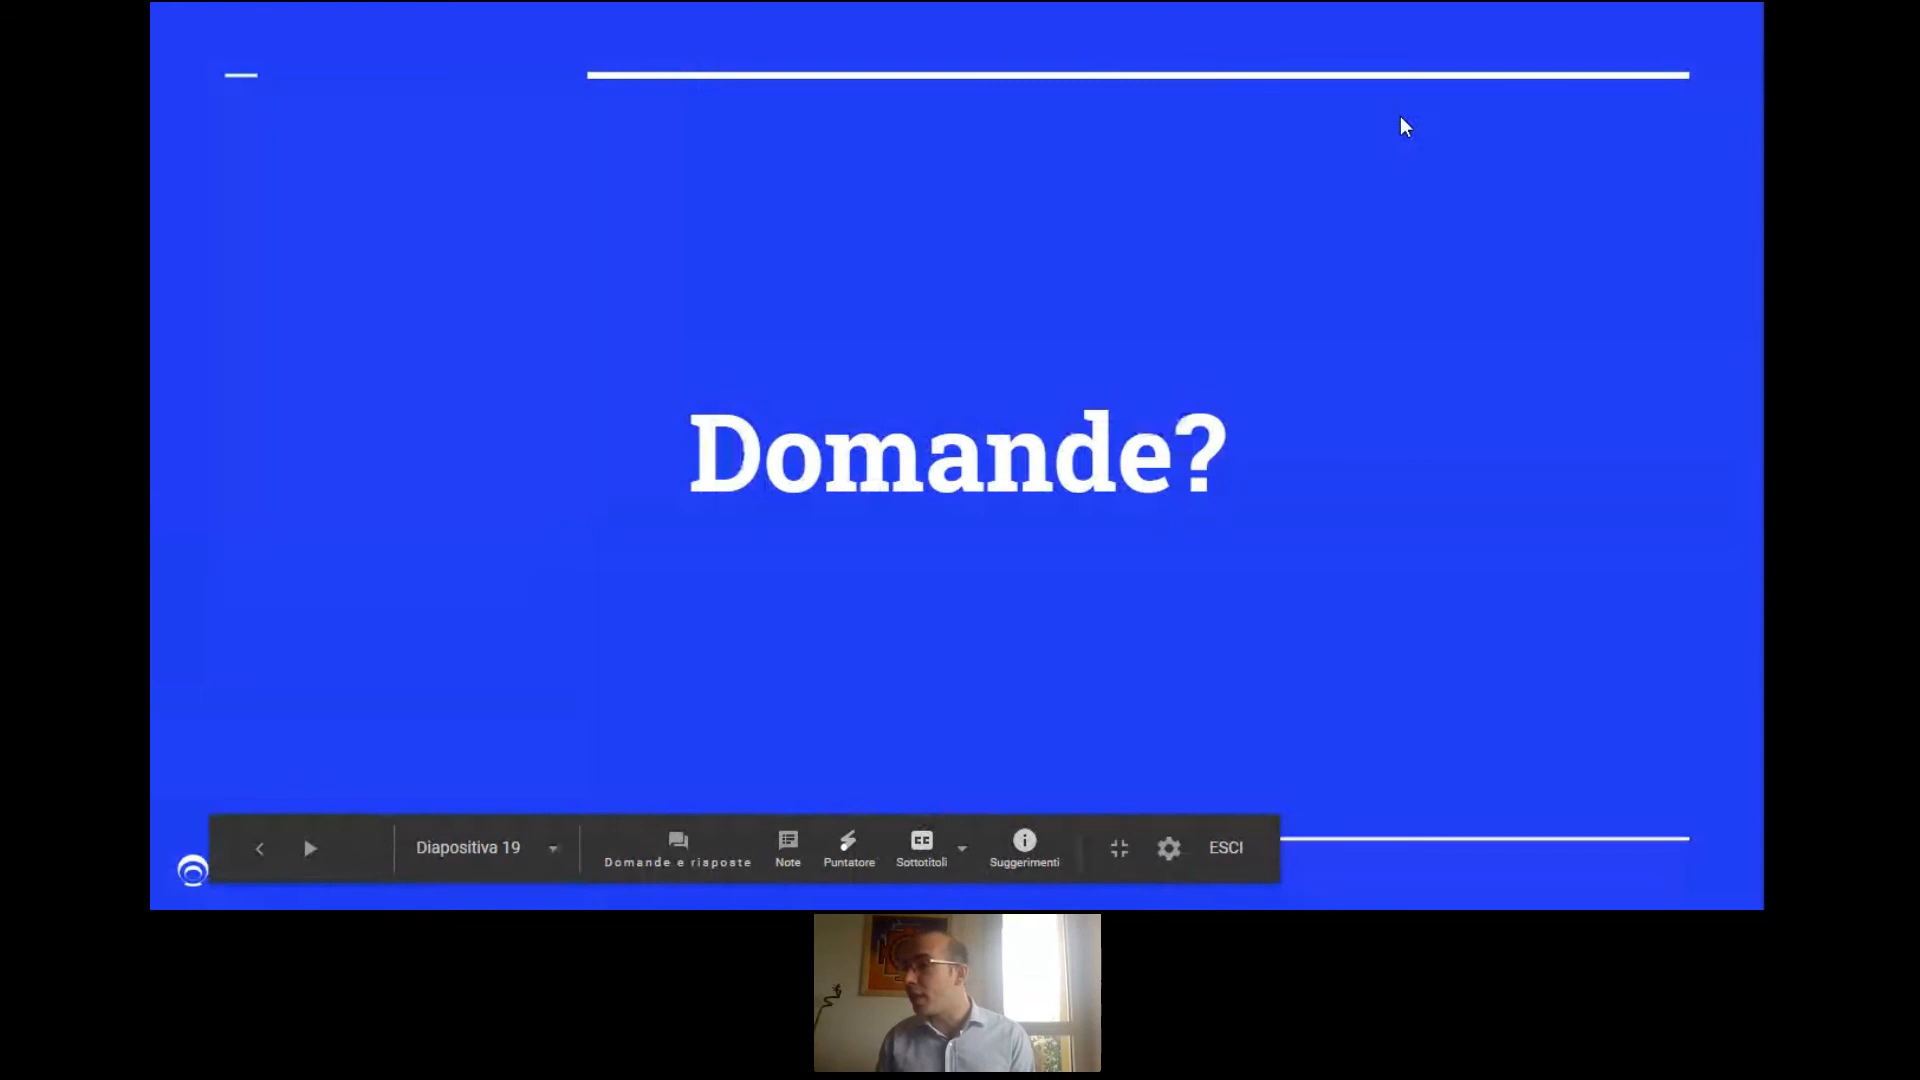 Domande?
Diapositiva 19
Domande e risposte
Note
Puntatore
Sottotitoli
Suggerimenti
ESCI